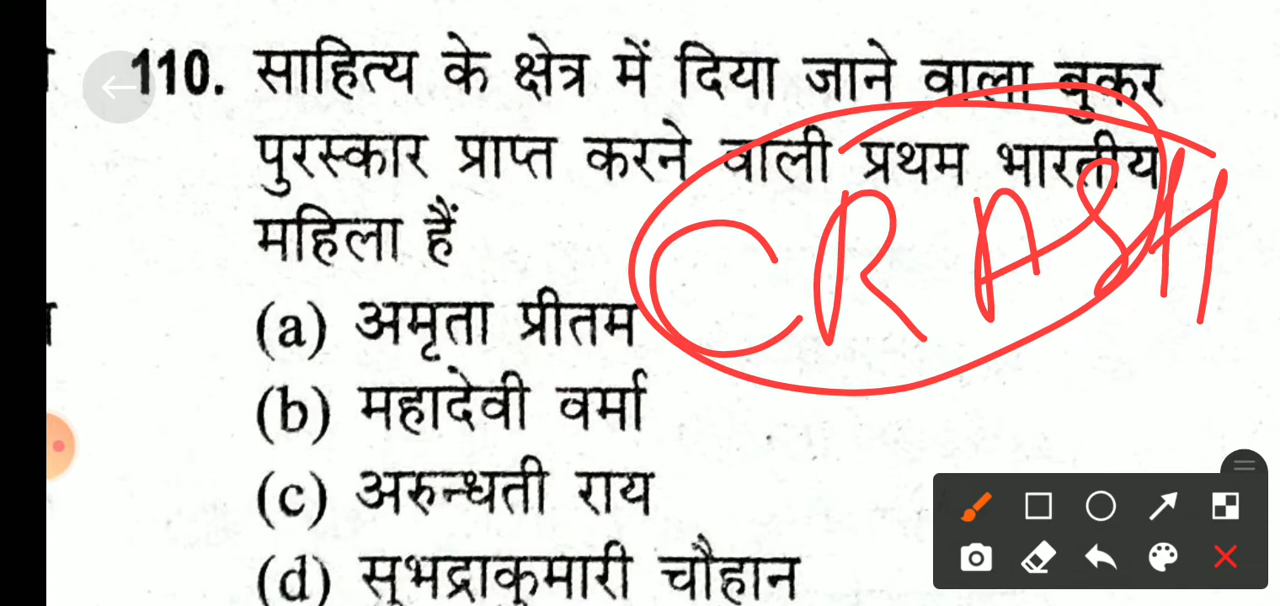 110. साहित्य के क्षेत्र में दिया जाने वाला बुकर
पुरस्कार प्राप्त करने वाली प्रथम भारतीय
महिला हैं
CRASH
(a) अमृता प्रीतम
(b) महादेवी वर्मा
(c) अरुन्धती राय
(d) सुभद्राकुमारी चौहान